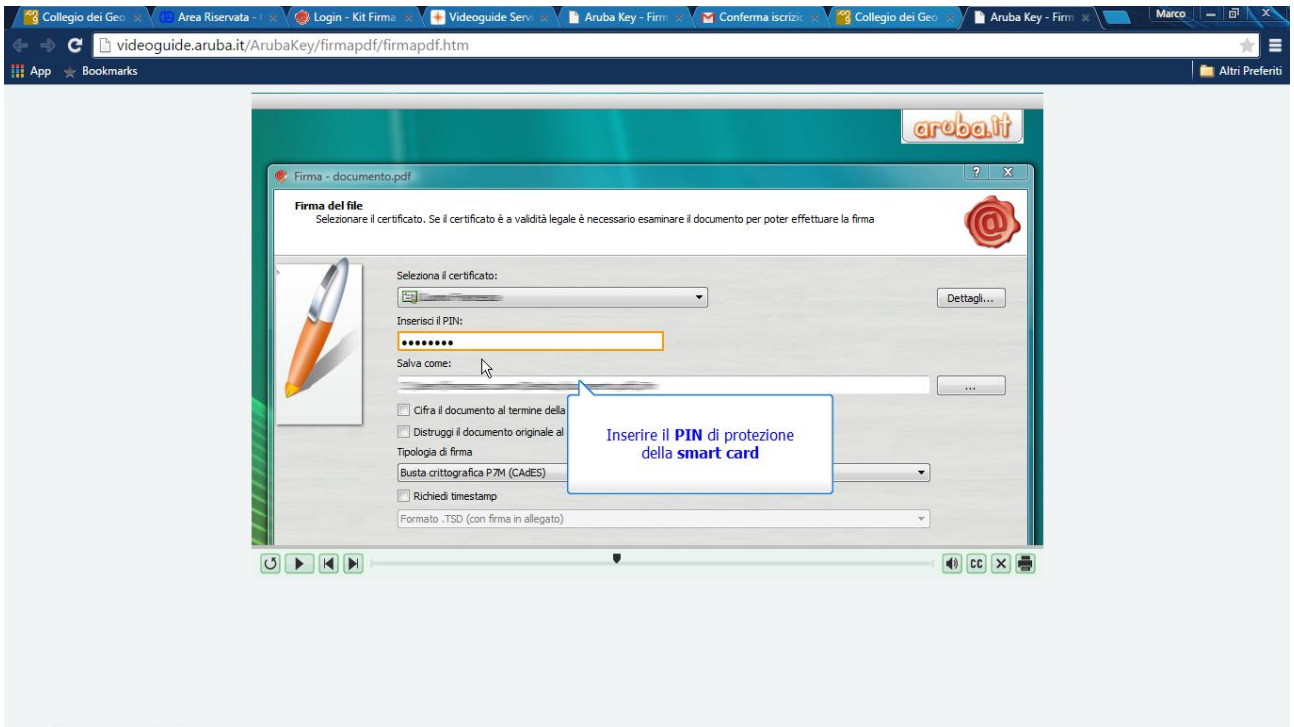 Collegio dei Geo
Area Riservata -
Login - Kit Firma
Videoguide Servi
Aruba Key - Firm
Conferma iscrizic
Collegio dei Geo
Aruba Key - Firm
Marco
videoguide.aruba.it/ArubaKey/firmapdf/firmapdf.htm
App
Bookmarks
Altri Preferiti
aruba.it
Firma - documento.pdf
Firma del file
Selezionare il certificato. Se il certificato è a validità legale è necessario esaminare il documento per poter effettuare la firma
Seleziona il certificato:
Dettagli...
Inserisci il PIN:
Salva come:
...
Cifra il documento al termine della
Distruggi il documento originale al
Inserire il PIN di protezione
della smart card
Tipologia di firma
Busta crittografica P7M (CAdES)
Richiedi timestamp
Formato .TSD (con firma in allegato)
CC